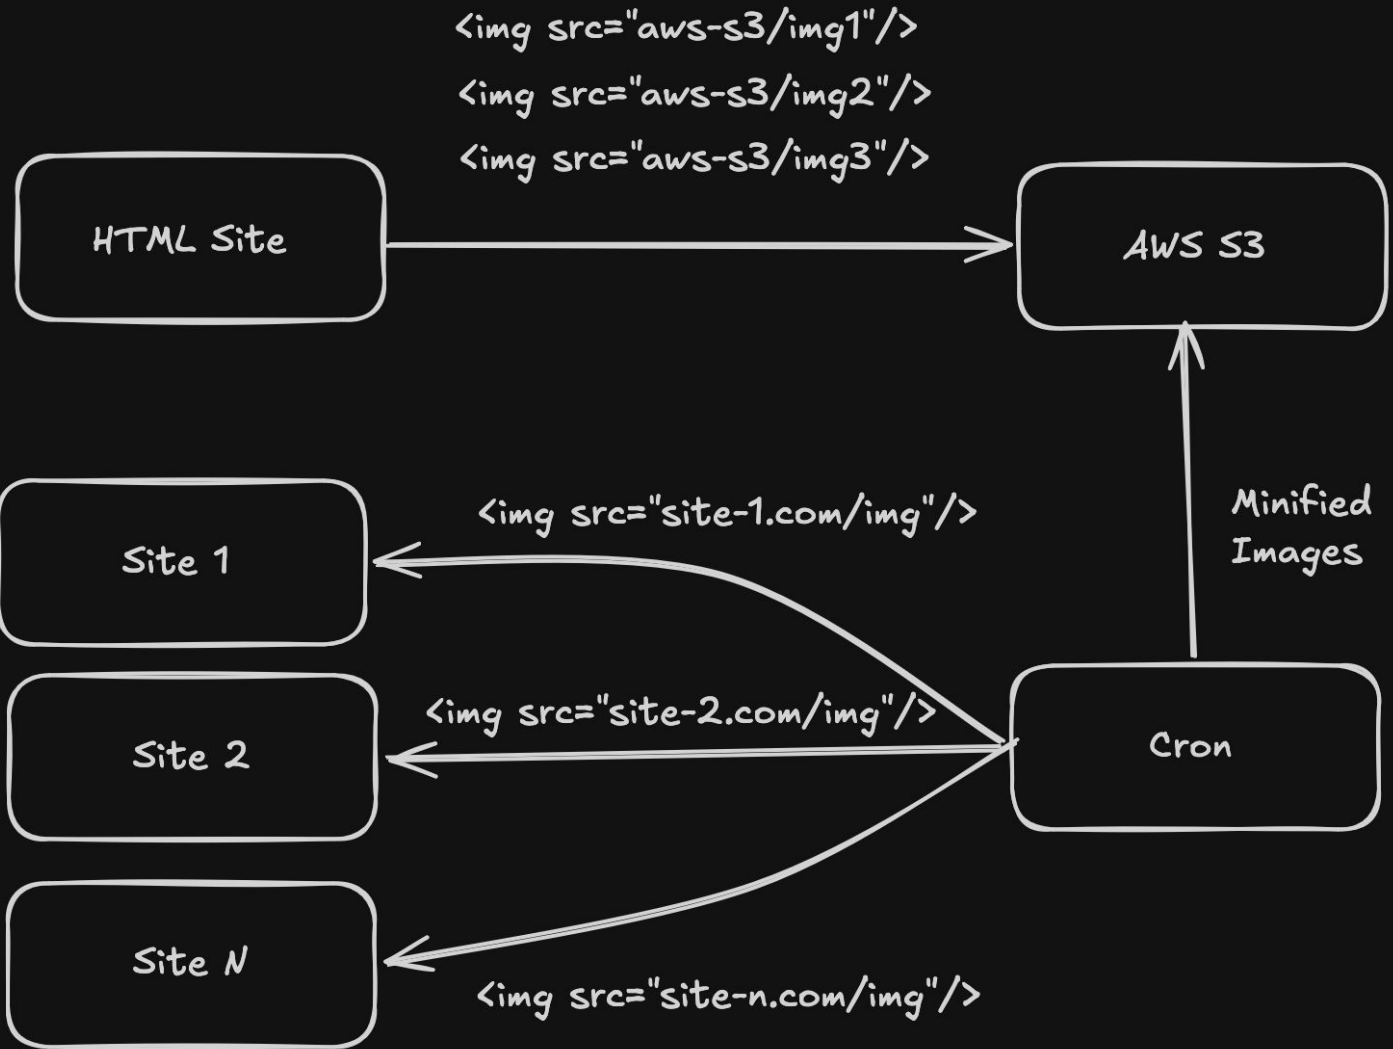 <img src="aws-s3/img1"/>
<img src="aws-s3/img2"/>
<img src="aws-s3/img3"/>
HTML Site
AWS S3
<img src="site-1.com/img"/>
Minified
Images
Site 1
<img src="site-2.com/img"/>
Site 2
Cron
Site N
<img src="site-n.com/img"/>